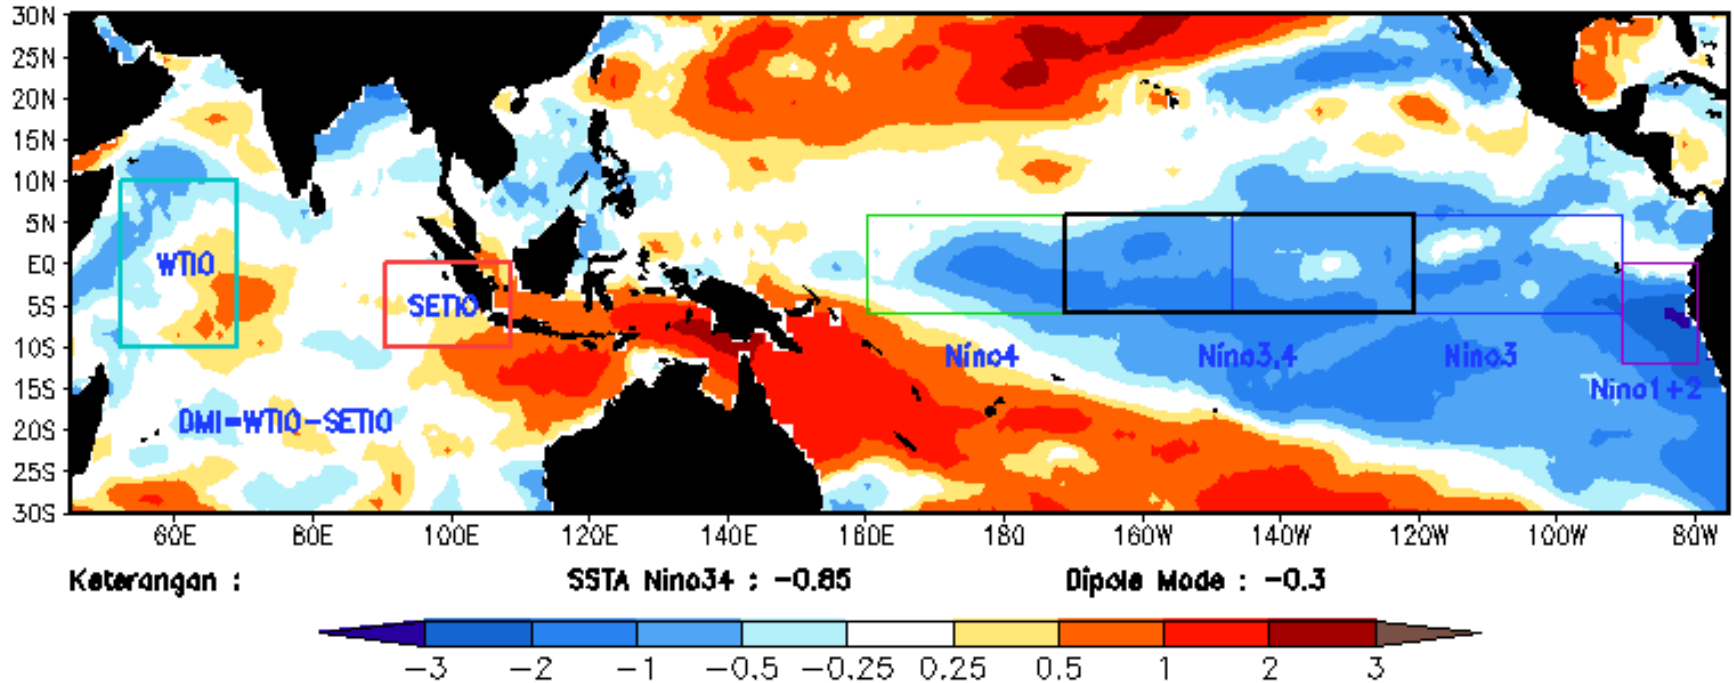 30N
25N
20N
15N
10N
5N
EQ
5S
10S
15S
20S
25S
30S
WTIO
SETIO
DMI=WTIO-SETIO
Nino4
Nino3,4
Nino3
Nino1+2
60E 80E 100E 120E 140E 160E 180 160W 140W 120W 100W 80W
Keterangan : SSTA Nino34 : -0.85 Dipole Mode : -0.3
-3 -2 -1 -0.5 -0.25 0.25 0.5 1 2 3